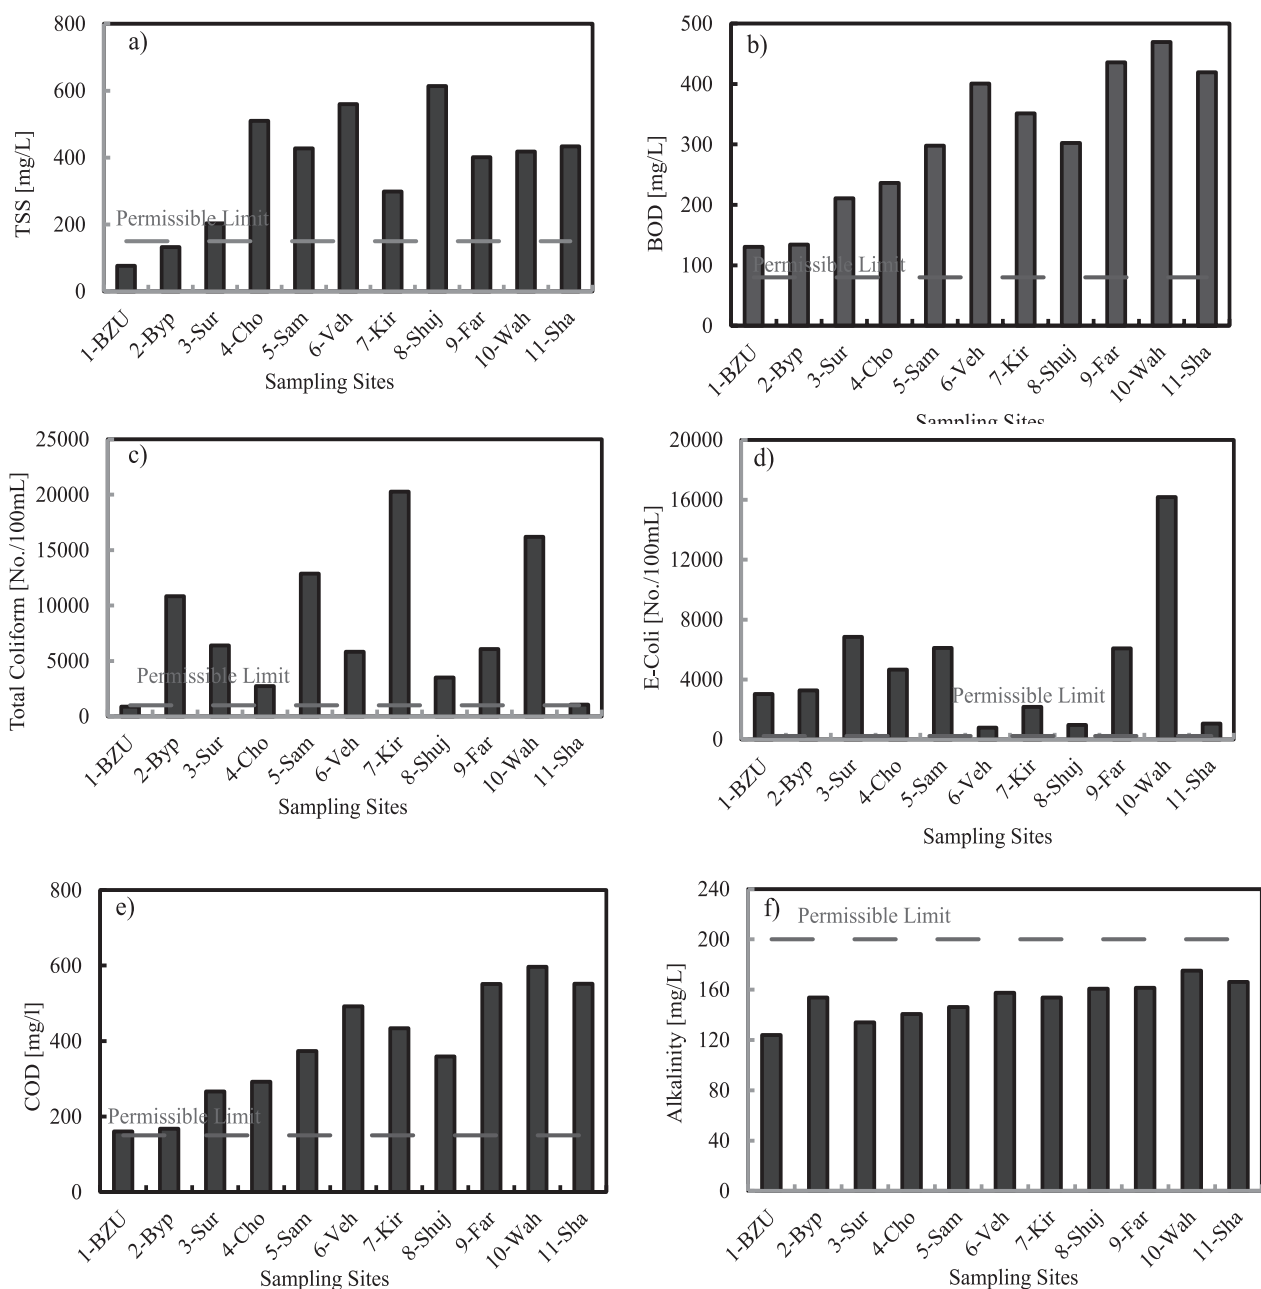 a)
TSS [mg/L]
800
600
400
200
0
Permissible Limit
1-BZU
2-Byp
3-Sur
4-Cho
5-Sam
6-Veh
7-Kir
8-Shuj
9-Far
10-Wah
11-Sha
Sampling Sites
b)
BOD [mg/L]
500
400
300
200
100
0
Permissible Limit
1-BZU
2-Byp
3-Sur
4-Cho
5-Sam
6-Veh
7-Kir
8-Shuj
9-Far
10-Wah
11-Sha
Sampling Sites
c)
Total Coliform [No./100mL]
25000
20000
15000
10000
5000
0
Permissible Limit
1-BZU
2-Byp
3-Sur
4-Cho
5-Sam
6-Veh
7-Kir
8-Shuj
9-Far
10-Wah
11-Sha
Sampling Sites
d)
E-Coli [No./100mL]
20000
16000
12000
8000
4000
0
Permissible Limit
1-BZU
2-Byp
3-Sur
4-Cho
5-Sam
6-Veh
7-Kir
8-Shuj
9-Far
10-Wah
11-Sha
Sampling Sites
e)
COD [mg/l]
800
600
400
200
0
Permissible Limit
1-BZU
2-Byp
3-Sur
4-Cho
5-Sam
6-Veh
7-Kir
8-Shuj
9-Far
10-Wah
11-Sha
Sampling Sites
f)
Alkalinity [mg/L]
240
200
160
120
80
40
0
Permissible Limit
1-BZU
2-Byp
3-Sur
4-Cho
5-Sam
6-Veh
7-Kir
8-Shuj
9-Far
10-Wah
11-Sha
Sampling Sites